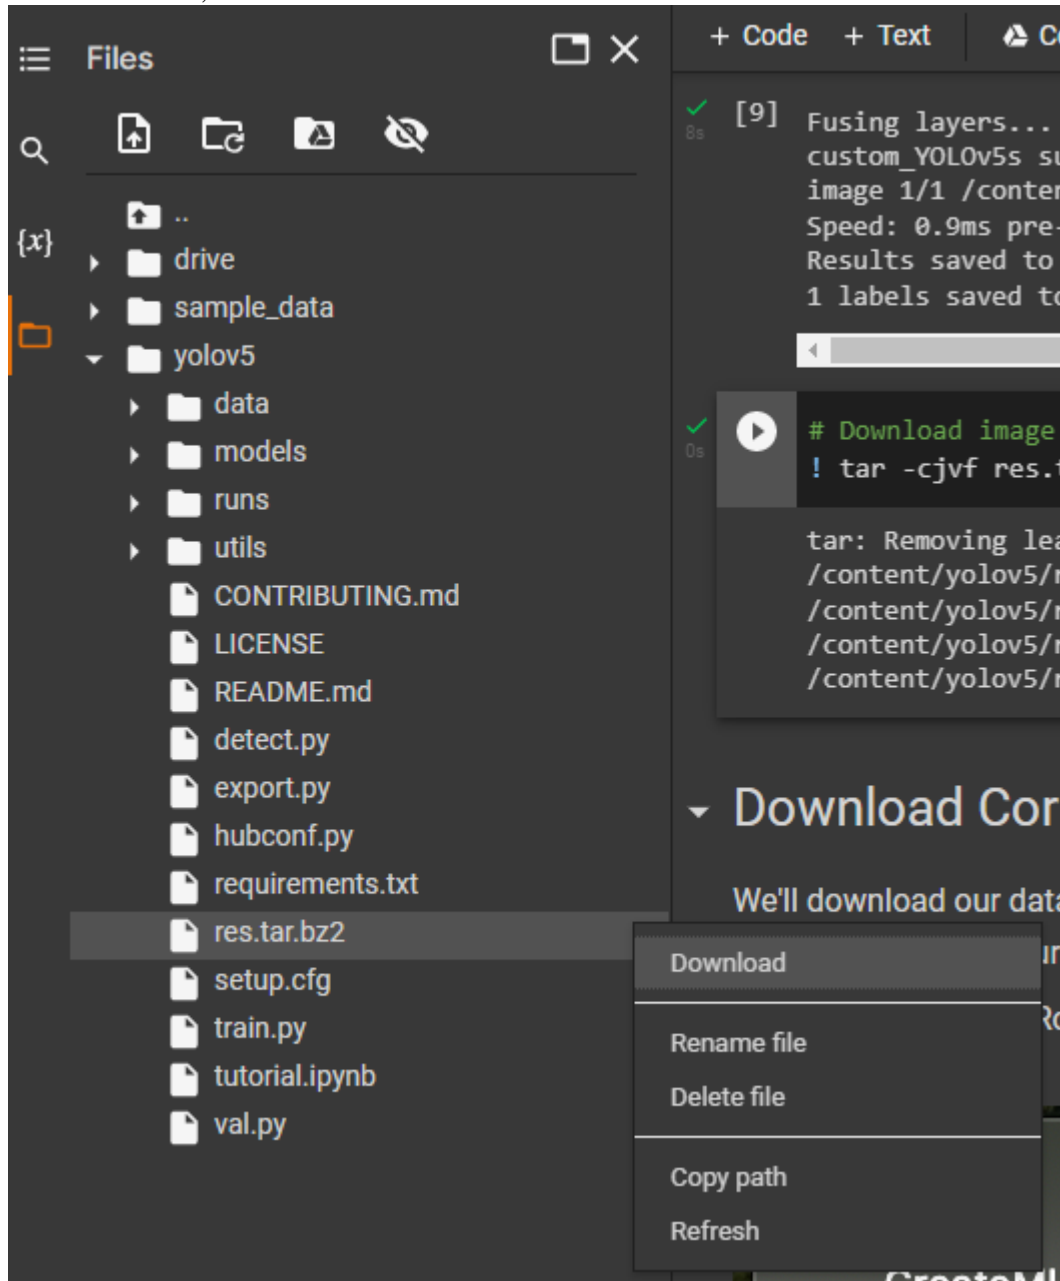 Files
{x}
..
drive
sample_data
yolov5
data
models
runs
utils
CONTRIBUTING.md
LICENSE
README.md
detect.py
export.py
hubconf.py
requirements.txt
res.tar.bz2
setup.cfg
train.py
tutorial.ipynb
val.py
+ Code + Text
8s
[9]
Fusing layers...
custom_YOLOv5s su
image 1/1 /conten
Speed: 0.9ms pre-
Results saved to
1 labels saved to
0s
# Download image
! tar -cjvf res.t
tar: Removing lea
/content/yolov5/r
/content/yolov5/r
/content/yolov5/r
/content/yolov5/r
Download Cor
We'll download our data
Download
Rename file
Delete file
Copy path
Refresh